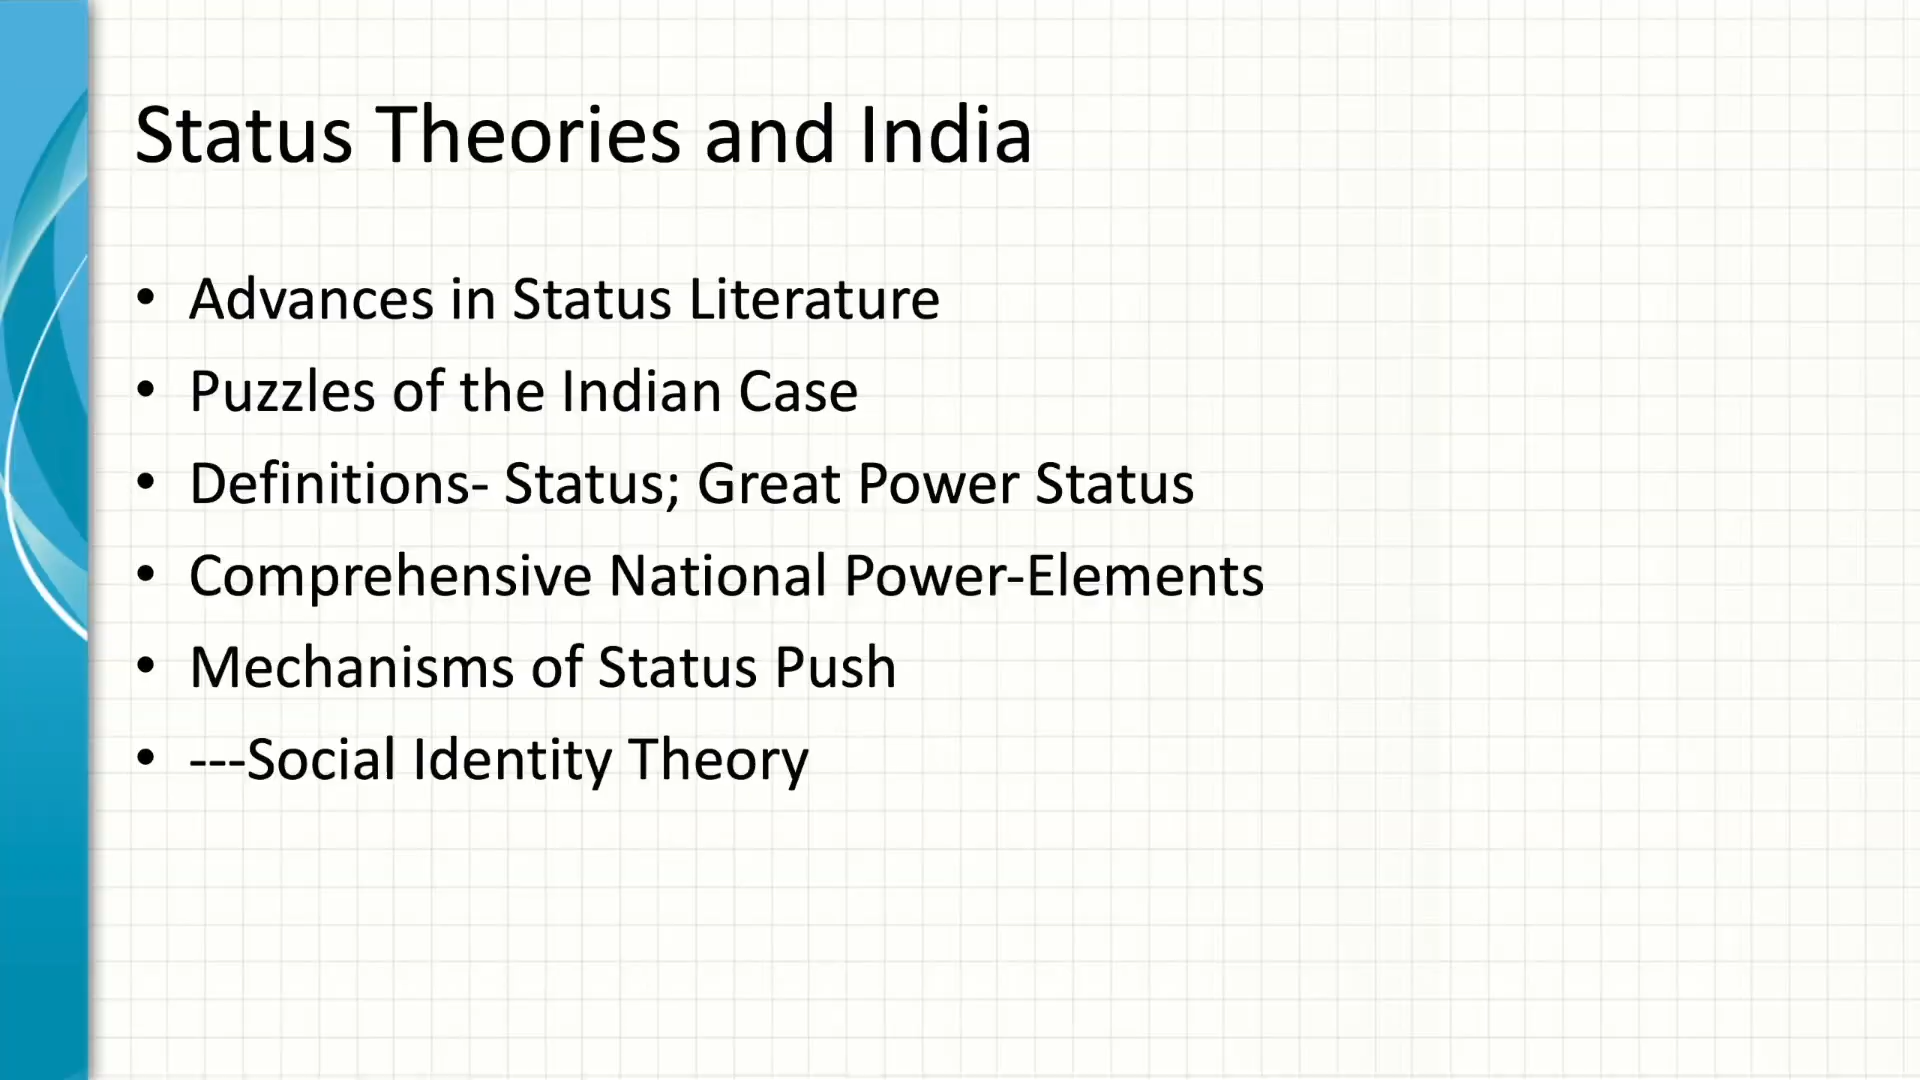 Status Theories and India
• Advances in Status Literature
• Puzzles of the Indian Case
• Definitions- Status; Great Power Status
• Comprehensive National Power-Elements
• Mechanisms of Status Push
• ---Social Identity Theory